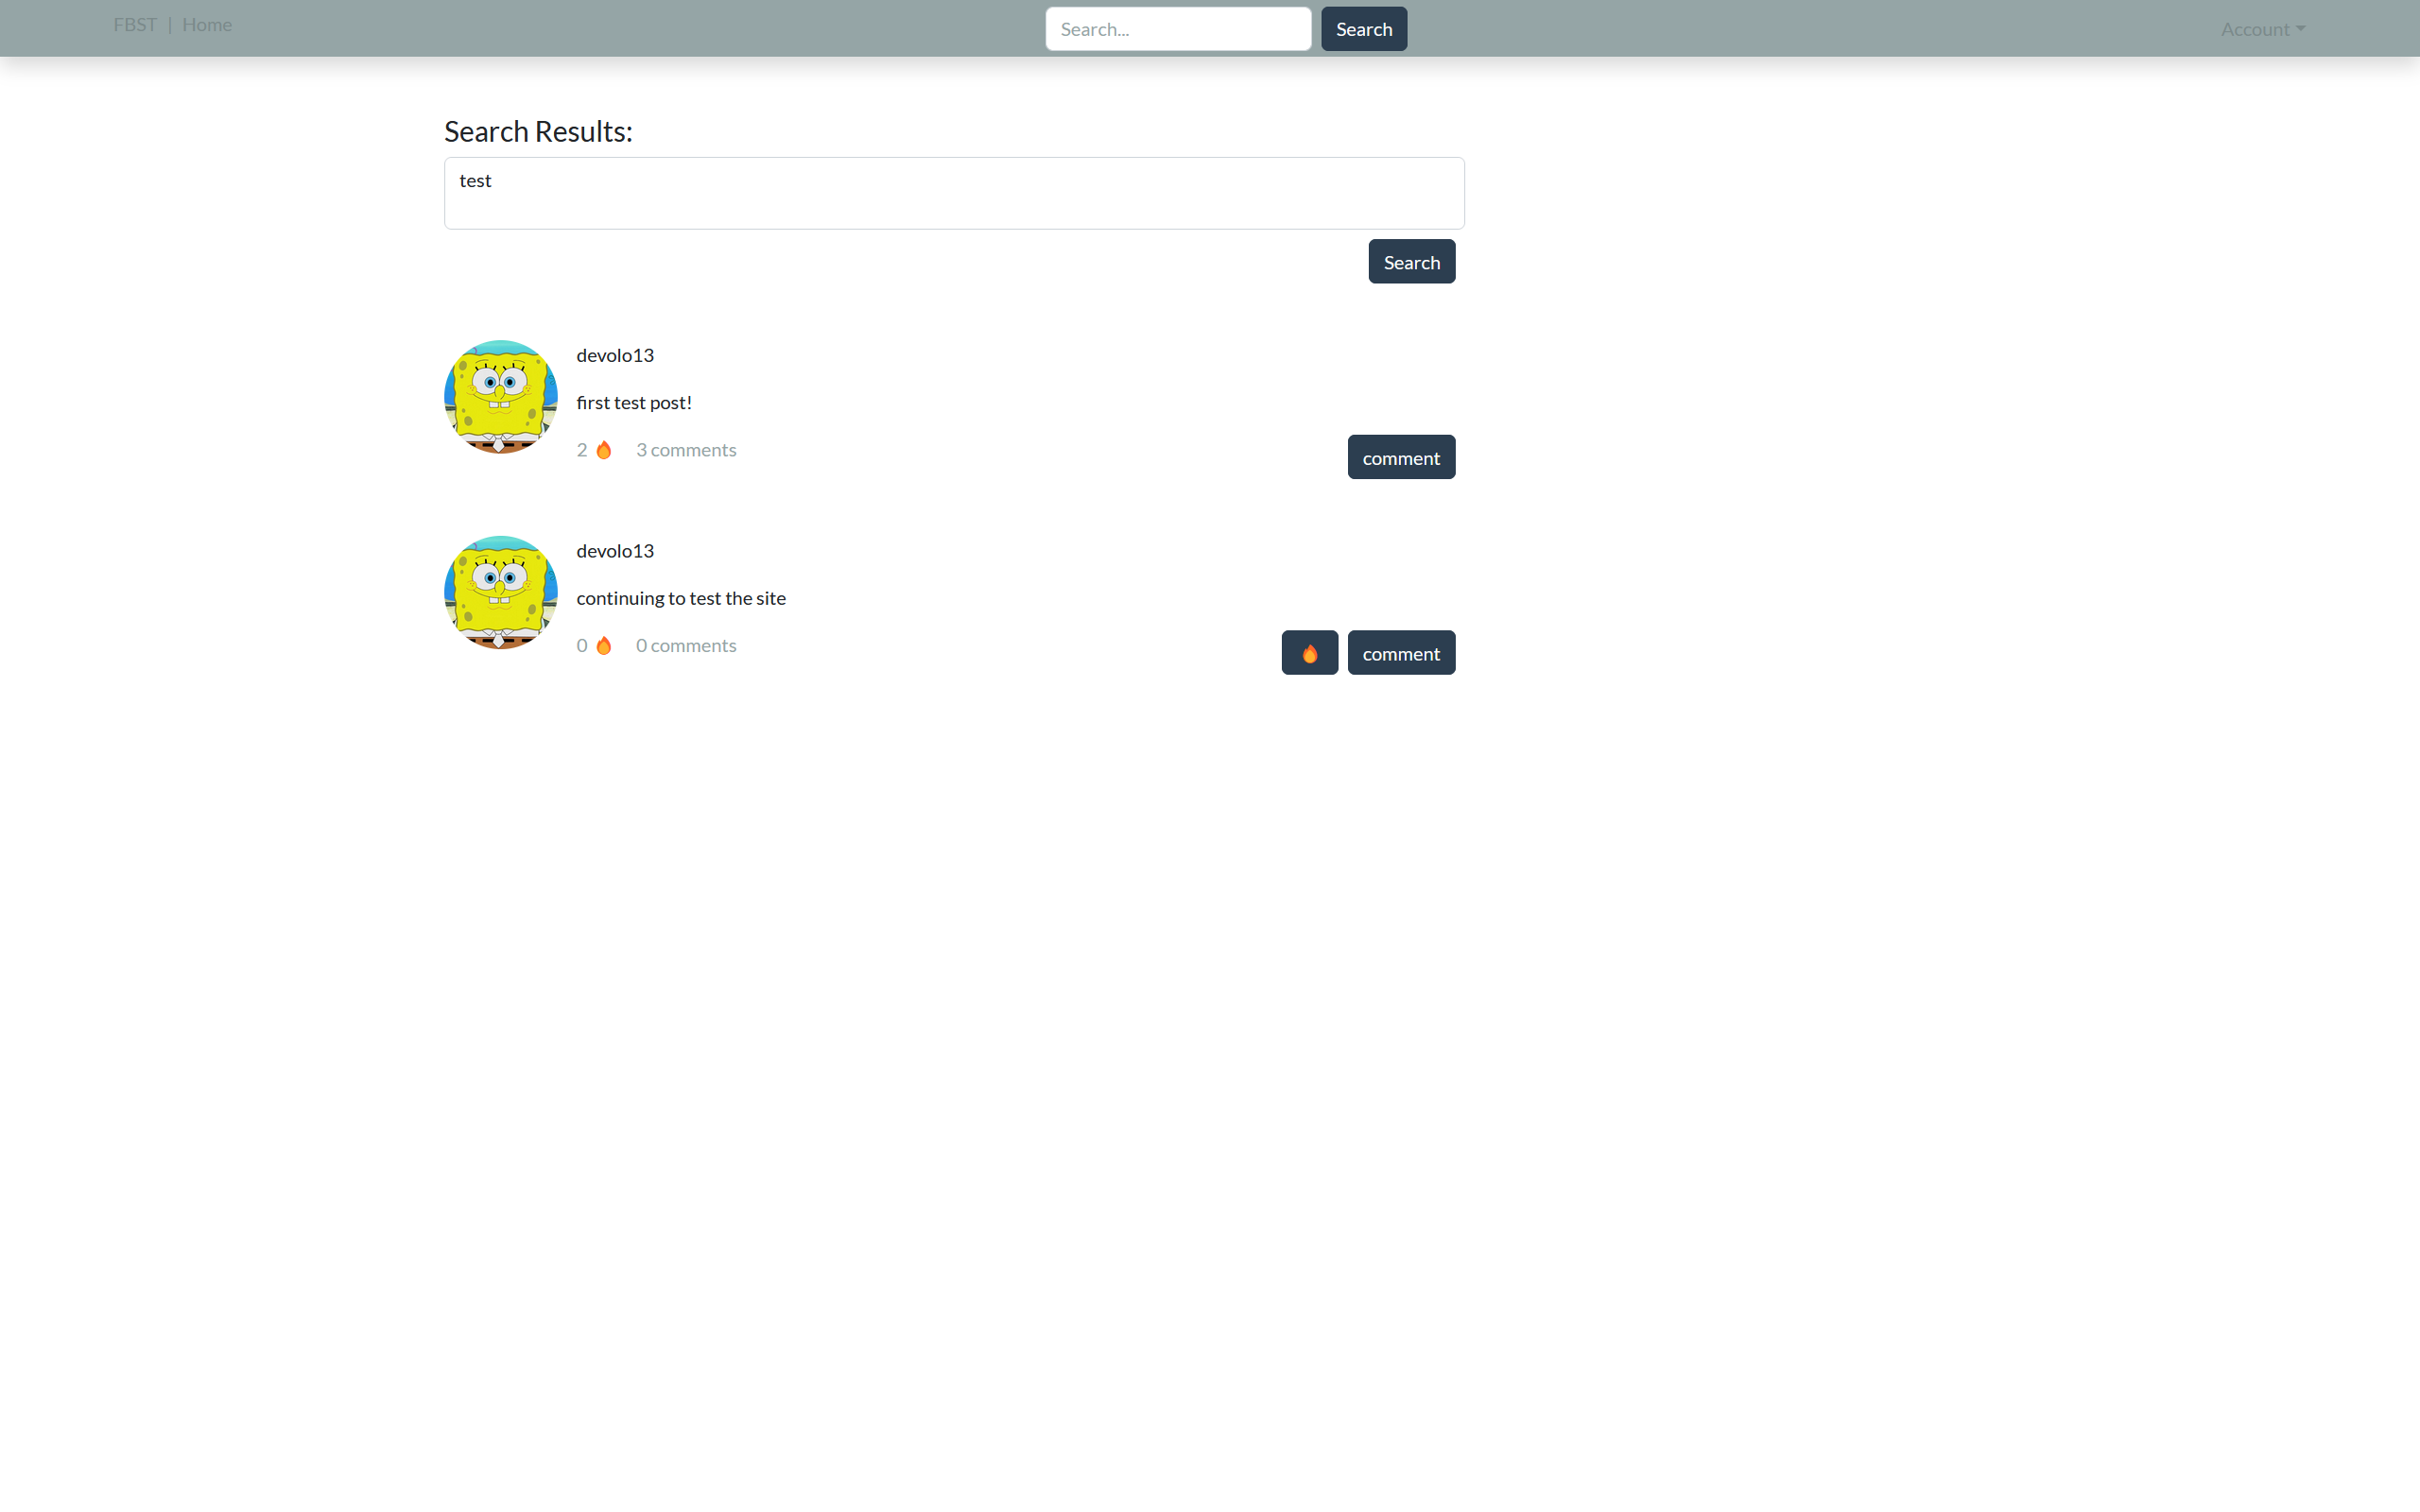 FBST | Home
Search...
Search
Account
Search Results:
test
Search
devolo13
first test post!
2 🔥 3 comments
comment
devolo13
continuing to test the site
0 🔥 0 comments
🔥
comment